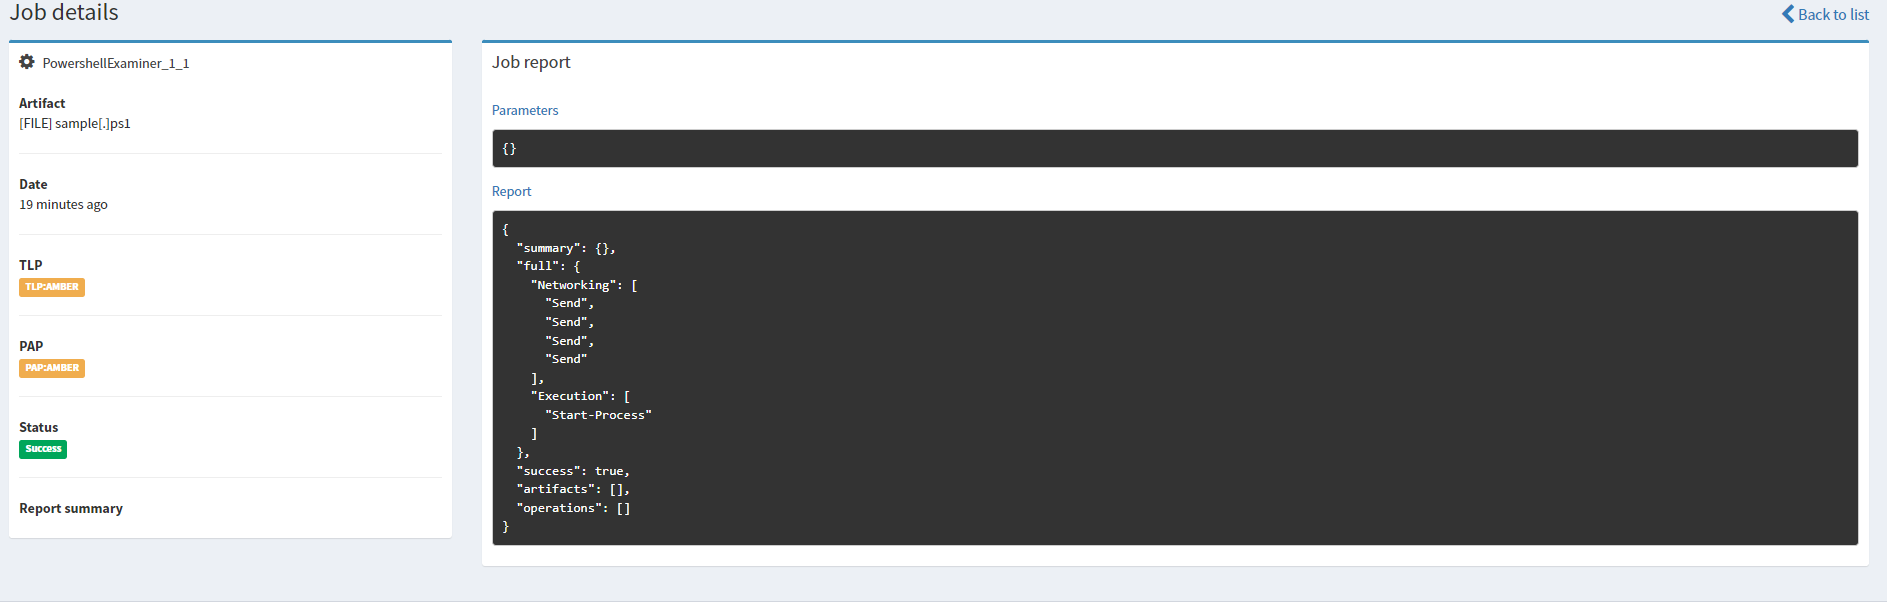 Job details
Back to list
PowershellExaminer_1_1
Artifact
[FILE] sample[.]ps1
Date
19 minutes ago
TLP
TLP:AMBER
PAP
PAP:AMBER
Status
Success
Report summary
Job report
Parameters
{}
Report
{
  "summary": {},
  "full": {
    "Networking": [
      "Send",
      "Send",
      "Send",
      "Send"
    ],
    "Execution": [
      "Start-Process"
    ]
  },
  "success": true,
  "artifacts": [],
  "operations": []
}